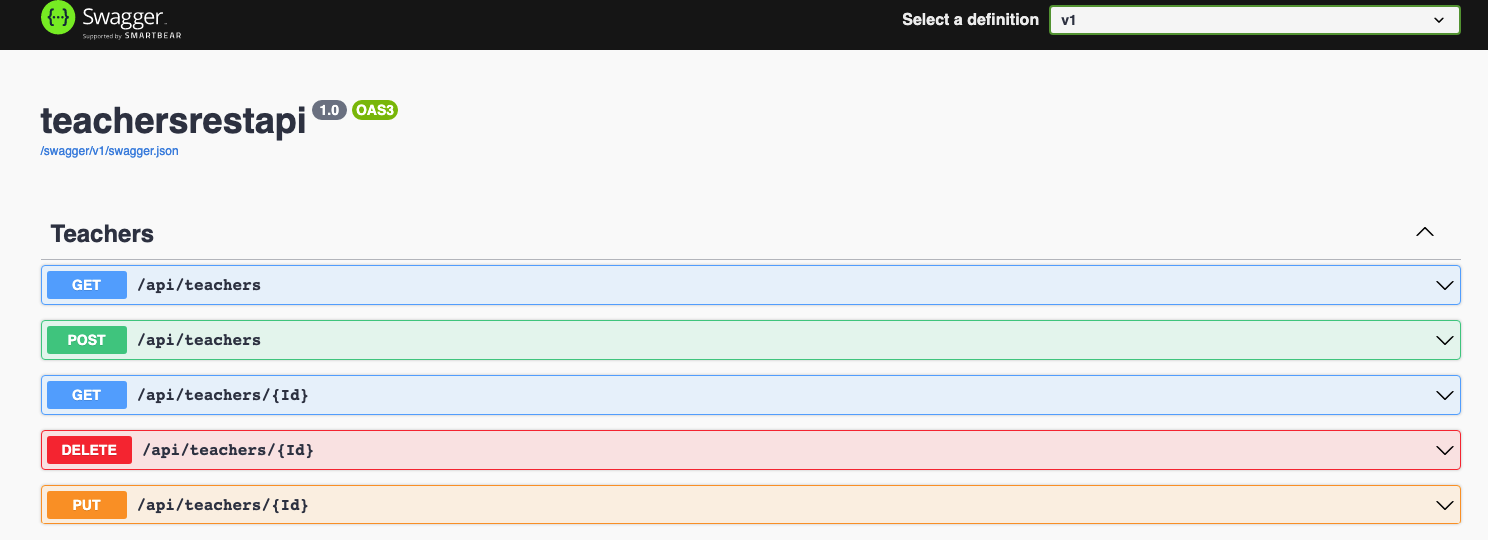 Swagger.
Supported by SMARTBEAR
Select a definition v1
teachersrestapi 1.0 OAS3
/swagger/v1/swagger.json
Teachers
GET /api/teachers
POST /api/teachers
GET /api/teachers/{Id}
DELETE /api/teachers/{Id}
PUT /api/teachers/{Id}